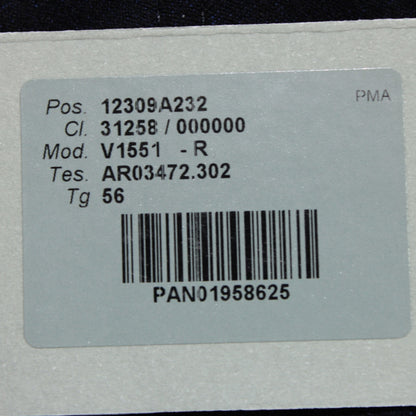 PMA
Pos. 12309A232
Cl. 31258 / 000000
Mod. V1551 - R
Tes. AR03472.302
Tg 56
PAN01958625